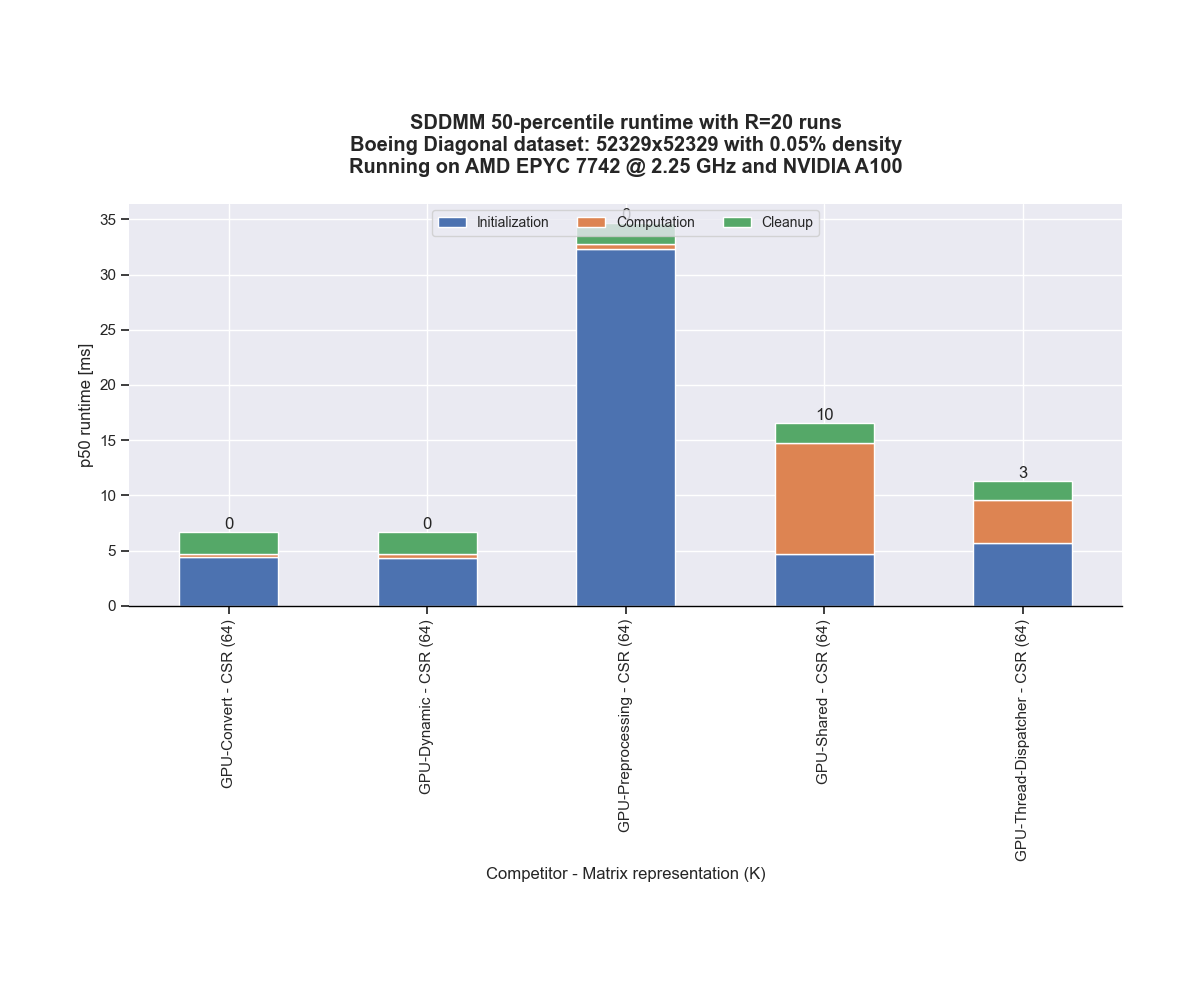 SDDMM 50-percentile runtime with R=20 runs
Boeing Diagonal dataset: 52329x52329 with 0.05% density
Running on AMD EPYC 7742 @ 2.25 GHz and NVIDIA A100
Initialization Computation Cleanup
0
0
0
10
3
35
30
25
20
15
10
5
0
p50 runtime [ms]
GPU-Convert - CSR (64)
GPU-Dynamic - CSR (64)
GPU-Preprocessing - CSR (64)
GPU-Shared - CSR (64)
GPU-Thread-Dispatcher - CSR (64)
Competitor - Matrix representation (K)